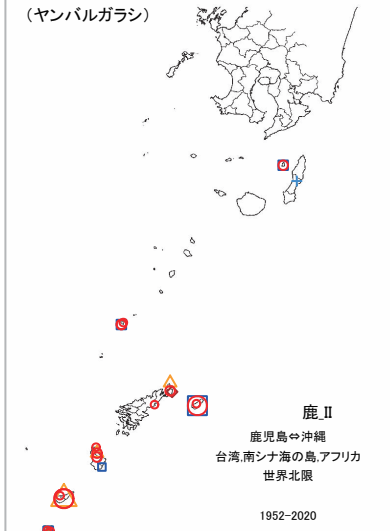 (ヤンバルガラシ)
鹿_II
鹿児島⇔沖縄
台湾,南シナ海の島,アフリカ
世界北限
1952-2020